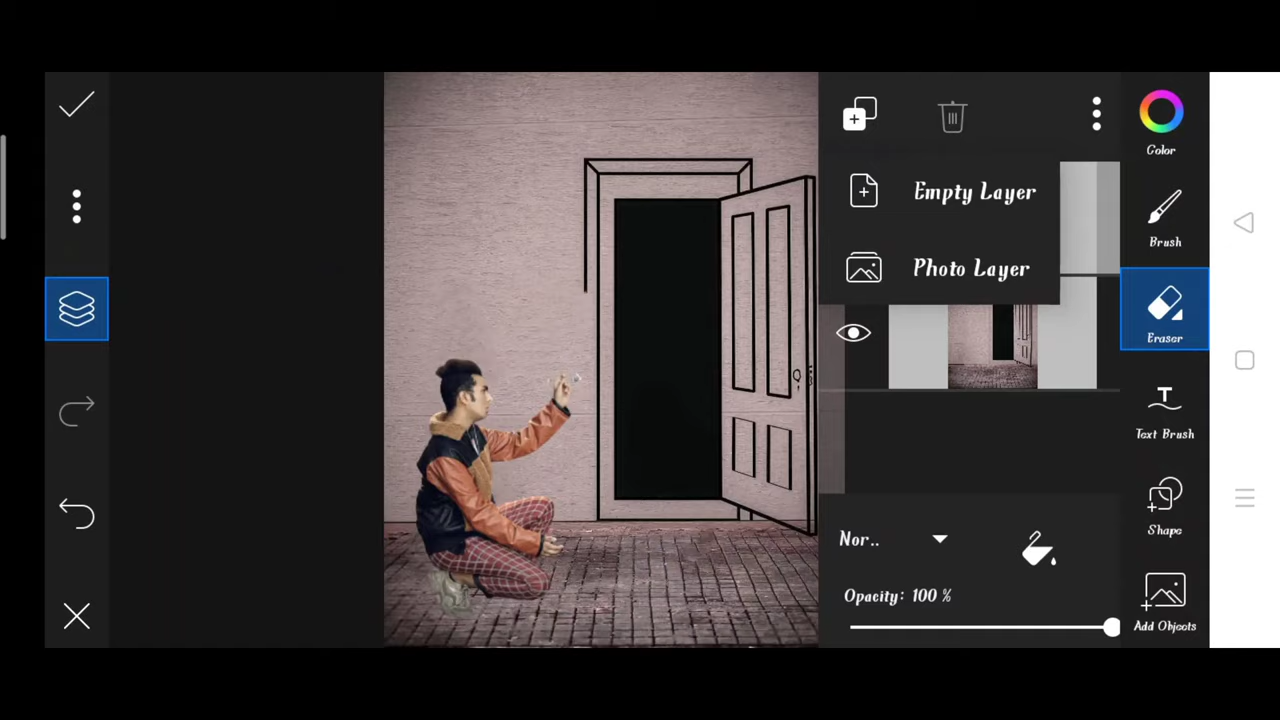 Color
Empty Layer
Brush
Photo Layer
Eraser
Text Brush
Nor..
Shape
Opacity: 100 %
Add Objects